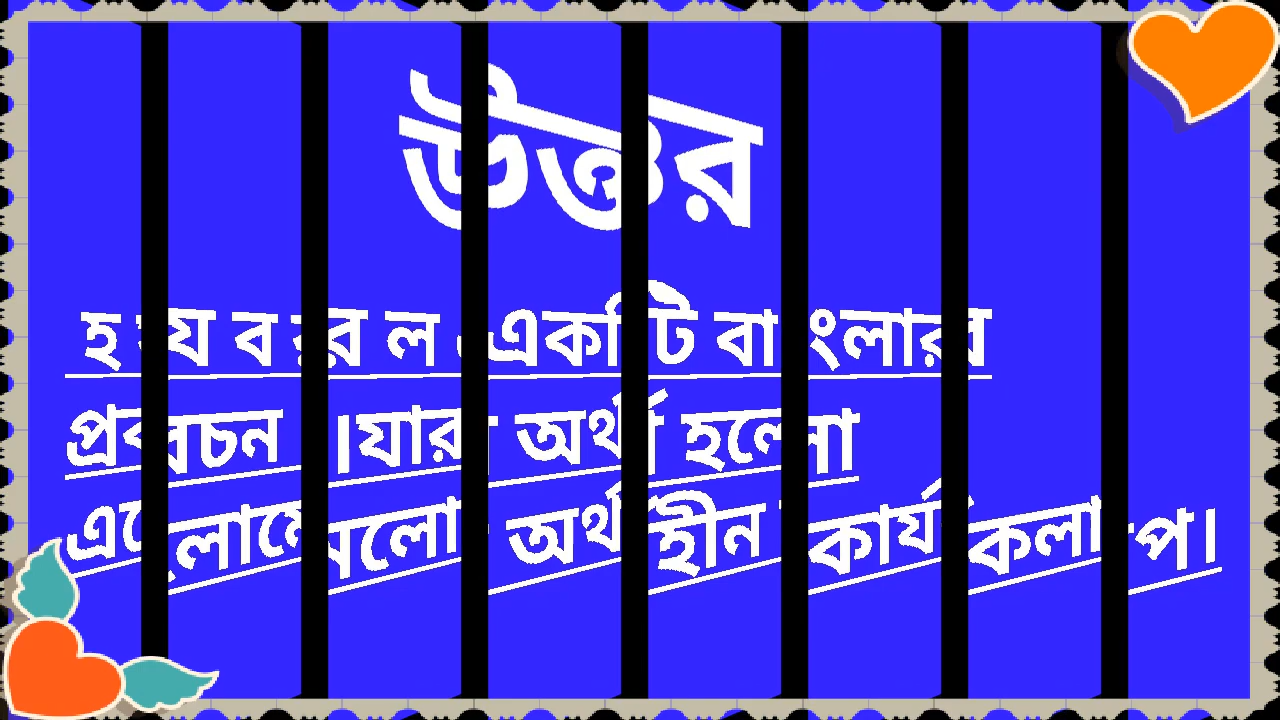 উত্তর
হ য ব র ল একটি বাংলার
প্রবচন ।যার অর্থ হলো
এলোমেলো অর্থহীন কার্যকলাপ।